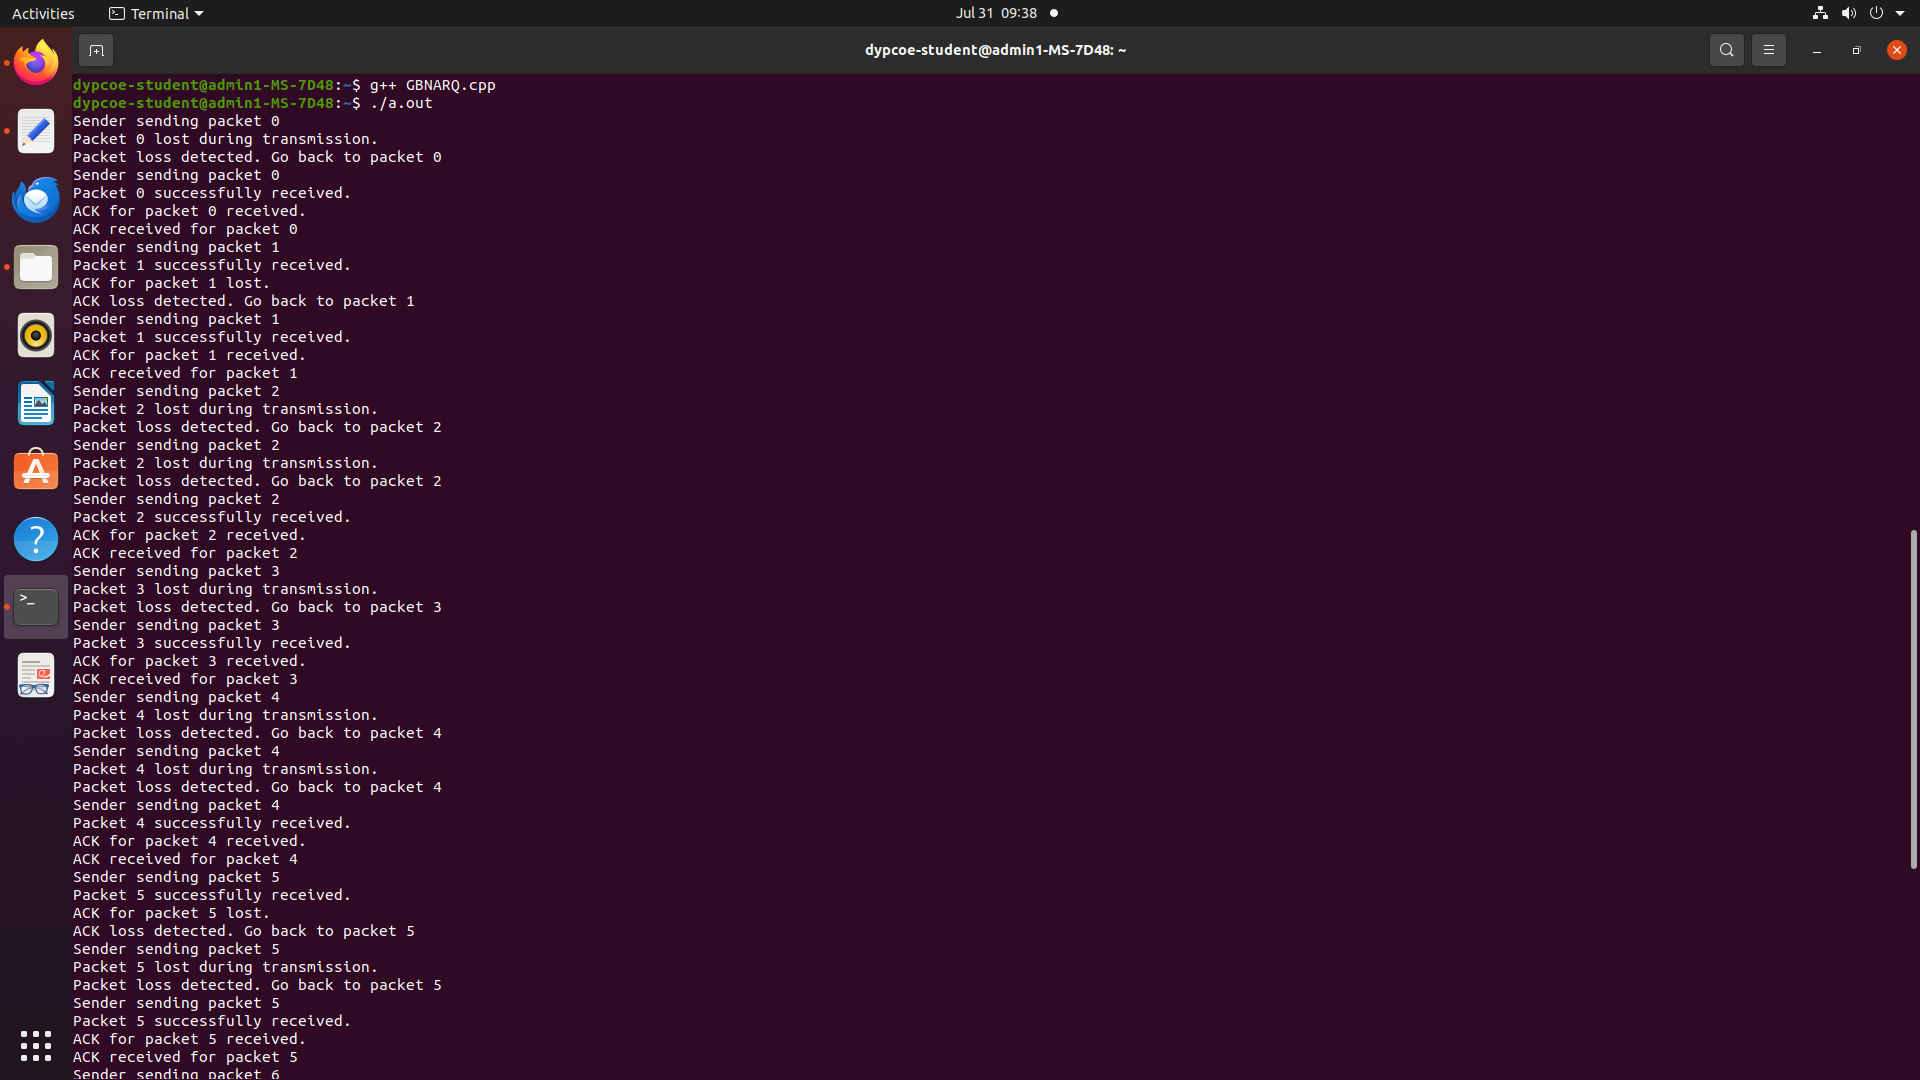 Activities
Terminal
Jul 31 09:38
dypcoe-student@admin1-MS-7D48: ~
dypcoe-student@admin1-MS-7D48:~$ g++ GBNARQ.cpp
dypcoe-student@admin1-MS-7D48:~$ ./a.out
Sender sending packet 0
Packet 0 lost during transmission.
Packet loss detected. Go back to packet 0
Sender sending packet 0
Packet 0 successfully received.
ACK for packet 0 received.
ACK received for packet 0
Sender sending packet 1
Packet 1 successfully received.
ACK for packet 1 lost.
ACK loss detected. Go back to packet 1
Sender sending packet 1
Packet 1 successfully received.
ACK for packet 1 received.
ACK received for packet 1
Sender sending packet 2
Packet 2 lost during transmission.
Packet loss detected. Go back to packet 2
Sender sending packet 2
Packet 2 lost during transmission.
Packet loss detected. Go back to packet 2
Sender sending packet 2
Packet 2 successfully received.
ACK for packet 2 received.
ACK received for packet 2
Sender sending packet 3
Packet 3 lost during transmission.
Packet loss detected. Go back to packet 3
Sender sending packet 3
Packet 3 successfully received.
ACK for packet 3 received.
ACK received for packet 3
Sender sending packet 4
Packet 4 lost during transmission.
Packet loss detected. Go back to packet 4
Sender sending packet 4
Packet 4 lost during transmission.
Packet loss detected. Go back to packet 4
Sender sending packet 4
Packet 4 successfully received.
ACK for packet 4 received.
ACK received for packet 4
Sender sending packet 5
Packet 5 successfully received.
ACK for packet 5 lost.
ACK loss detected. Go back to packet 5
Sender sending packet 5
Packet 5 lost during transmission.
Packet loss detected. Go back to packet 5
Sender sending packet 5
Packet 5 successfully received.
ACK for packet 5 received.
ACK received for packet 5
Sender sending packet 6